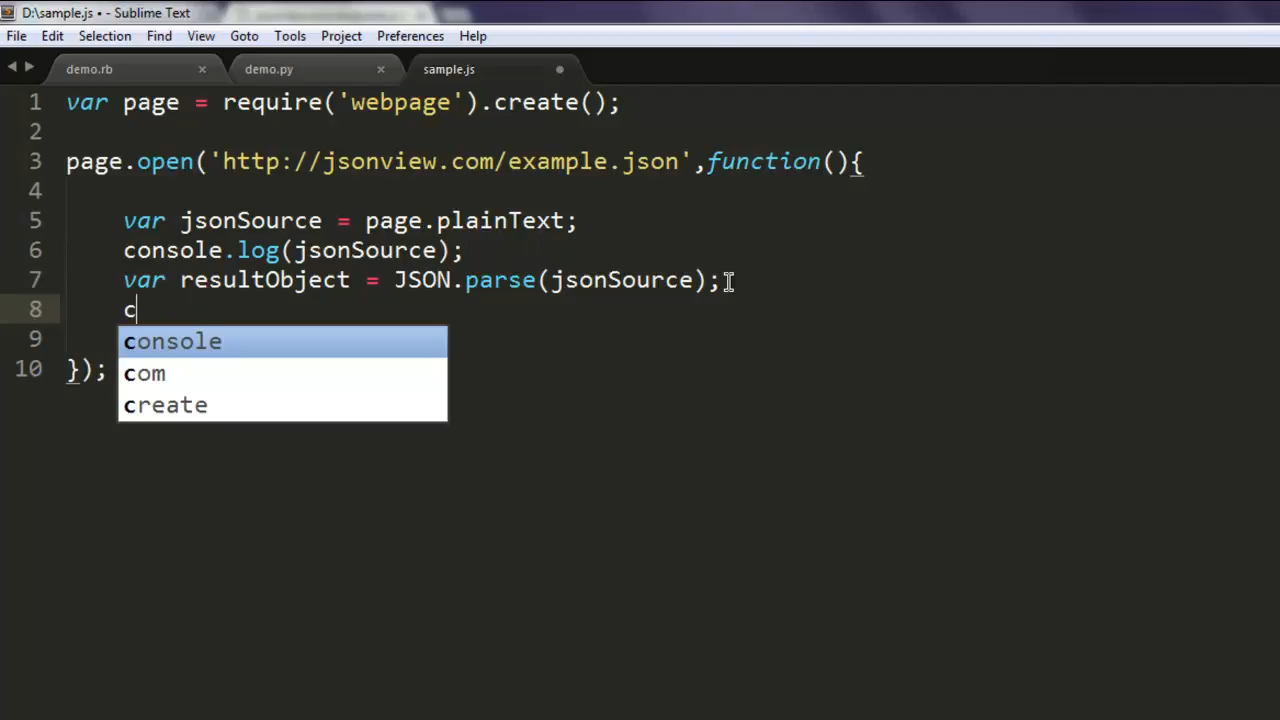 D:\sample.js • - Sublime Text
File Edit Selection Find View Goto Tools Project Preferences Help
demo.rb × demo.py × sample.js
1 var page = require('webpage').create();
2
3 page.open('http://jsonview.com/example.json',function(){
4
5 var jsonSource = page.plainText;
6 console.log(jsonSource);
7 var resultObject = JSON.parse(jsonSource);
8 c
9 console
10 });
com
create